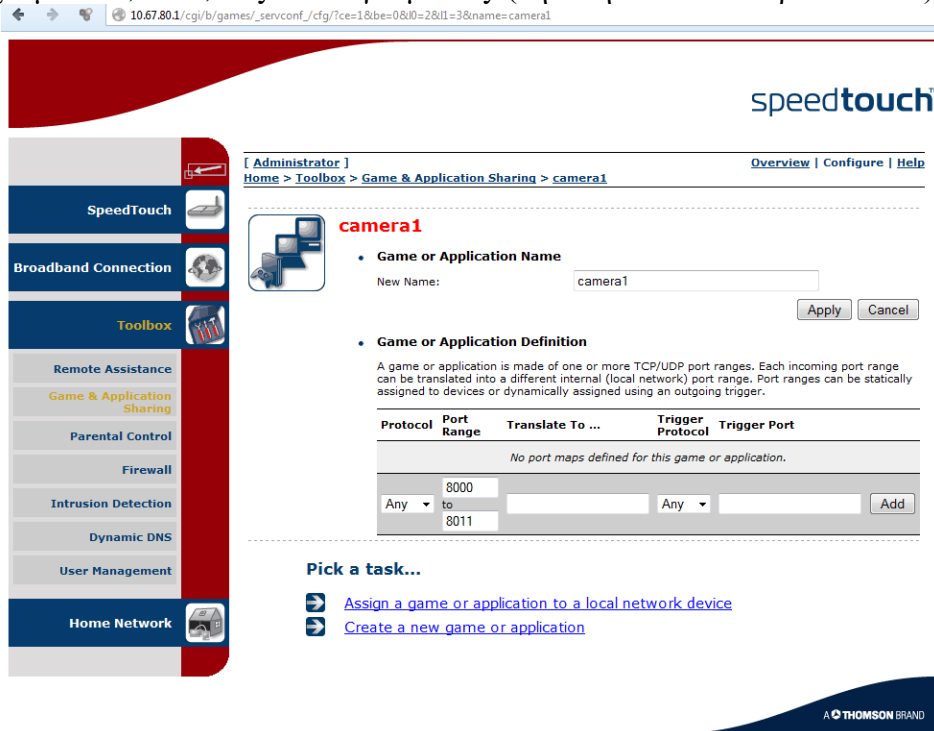 10.67.80.1/cgi/b/games/_servconf_/cfg/?ce=1&be=0&l0=2&l1=3&name=camera1
speedtouch
[ Administrator ]
Overview | Configure | Help
Home > Toolbox > Game & Application Sharing > camera1
SpeedTouch
Broadband Connection
Toolbox
Remote Assistance
Game & Application
Sharing
Parental Control
Firewall
Intrusion Detection
Dynamic DNS
User Management
Home Network
camera1
Game or Application Name
New Name: camera1
Apply Cancel
Game or Application Definition
A game or application is made of one or more TCP/UDP port ranges. Each incoming port range
can be translated into a different internal (local network) port range. Port ranges can be statically
assigned to devices or dynamically assigned using an outgoing trigger.
Protocol Port Range Translate To ... Trigger Protocol Trigger Port
No port maps defined for this game or application.
8000
Any to Any Add
8011
Pick a task...
Assign a game or application to a local network device
Create a new game or application
A THOMSON BRAND